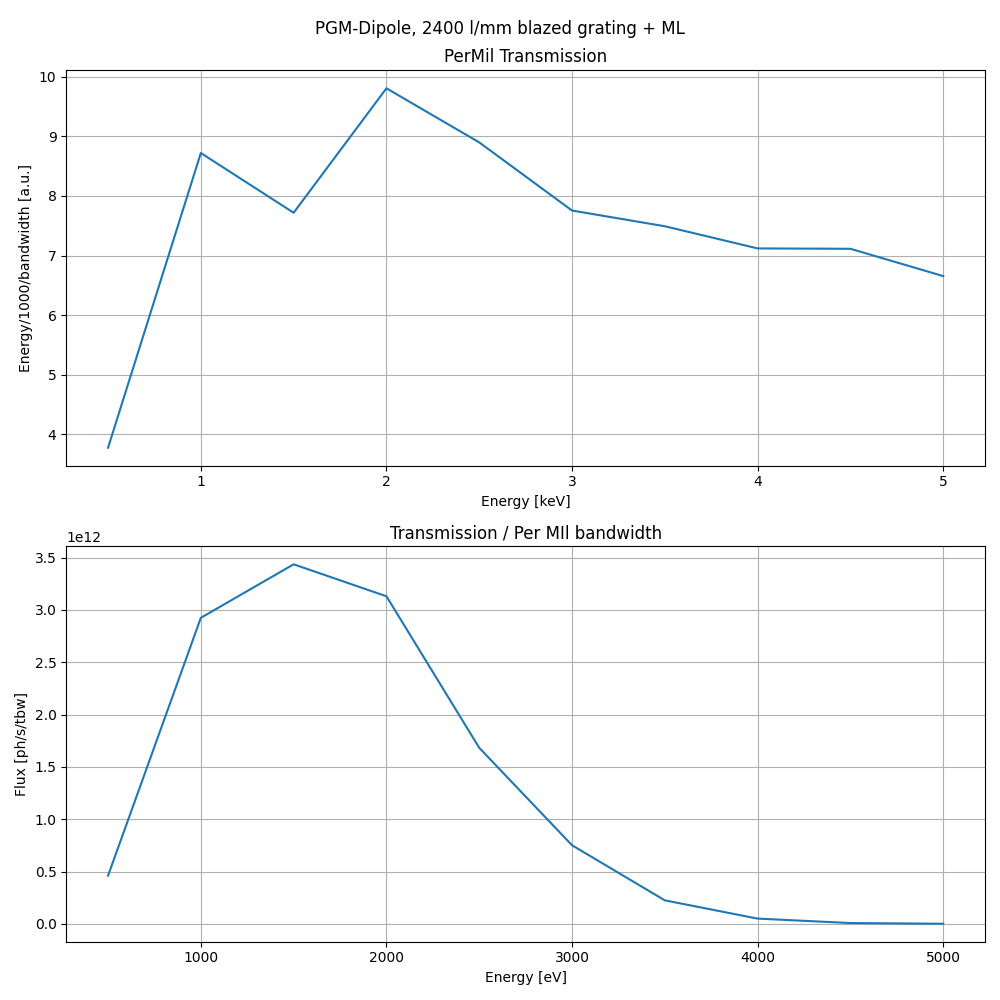 PGM-Dipole, 2400 l/mm blazed grating + ML
PerMil Transmission
10
9
8
7
6
5
4
Energy/1000/bandwidth [a.u.]
1 2 3 4 5
Energy [keV]
1e12
Transmission / Per MIl bandwidth
3.5
3.0
2.5
2.0
1.5
1.0
0.5
0.0
Flux [ph/s/tbw]
1000 2000 3000 4000 5000
Energy [eV]